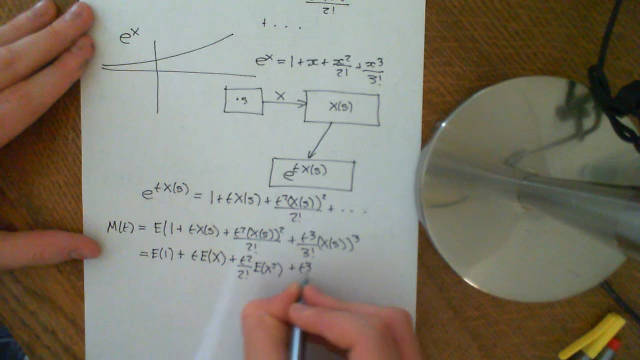 2!
+ . . .
e^x
e^x = 1 + x + x²/2! + x³/3!
·s X X(s)
e^{tX(s)}
e^{tX(s)} = 1 + tX(s) + t²(X(s))²/2! + . . .
M(t) = E(1 + tX(s) + t²(X(s))²/2! + t³/3! (X(s))³
= E(1) + tE(X) + t²/2! E(X²) + t3